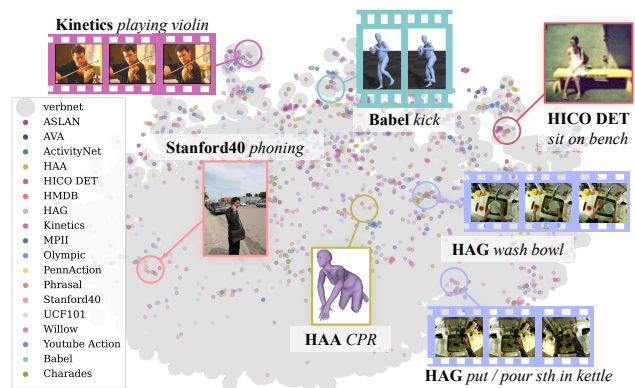 Kinetics playing violin
Babel kick
HICO DET
sit on bench
Stanford40 phoning
verbnet
ASLAN
AVA
ActivityNet
HAA
HICO DET
HMDB
HAG
Kinetics
MPII
Olympic
PennAction
Phrasal
Stanford40
UCF101
Willow
Youtube Action
Babel
Charades
HAG wash bowl
HAA CPR
HAG put / pour sth in kettle